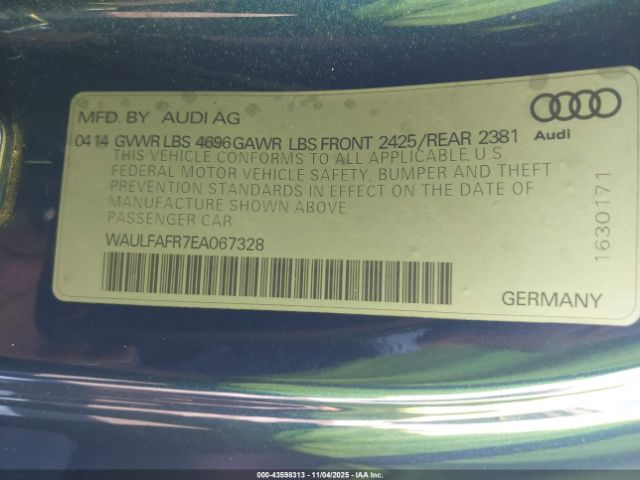 MFD. BY AUDI AG
0414 GVWR LBS 4696 GAWR LBS FRONT 2425/REAR 2381
Audi
THIS VEHICLE CONFORMS TO ALL APPLICABLE U.S.
FEDERAL MOTOR VEHICLE SAFETY, BUMPER AND THEFT
PREVENTION STANDARDS IN EFFECT ON THE DATE OF
MANUFACTURE SHOWN ABOVE
PASSENGER CAR
WAULFAFR7EA067328
1630171
GERMANY
000-43598313 - 11/04/2025 - IAA Inc.